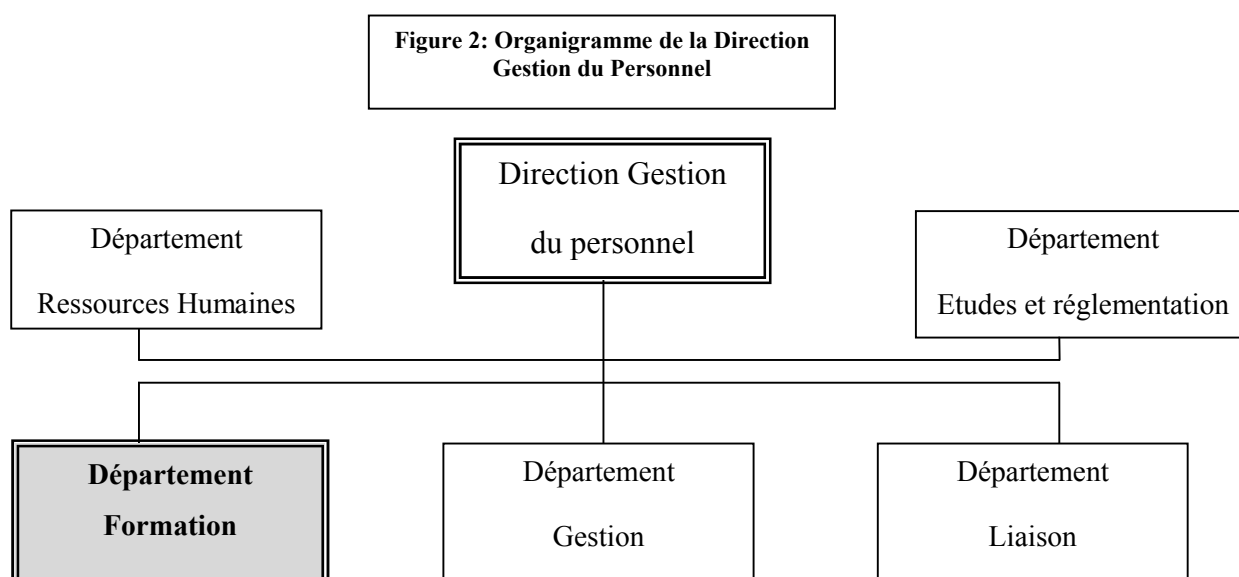 Figure 2: Organigramme de la Direction
Gestion du Personnel
Direction Gestion
du personnel
Département
Ressources Humaines
Département
Etudes et réglementation
Département
Formation
Département
Gestion
Département
Liaison